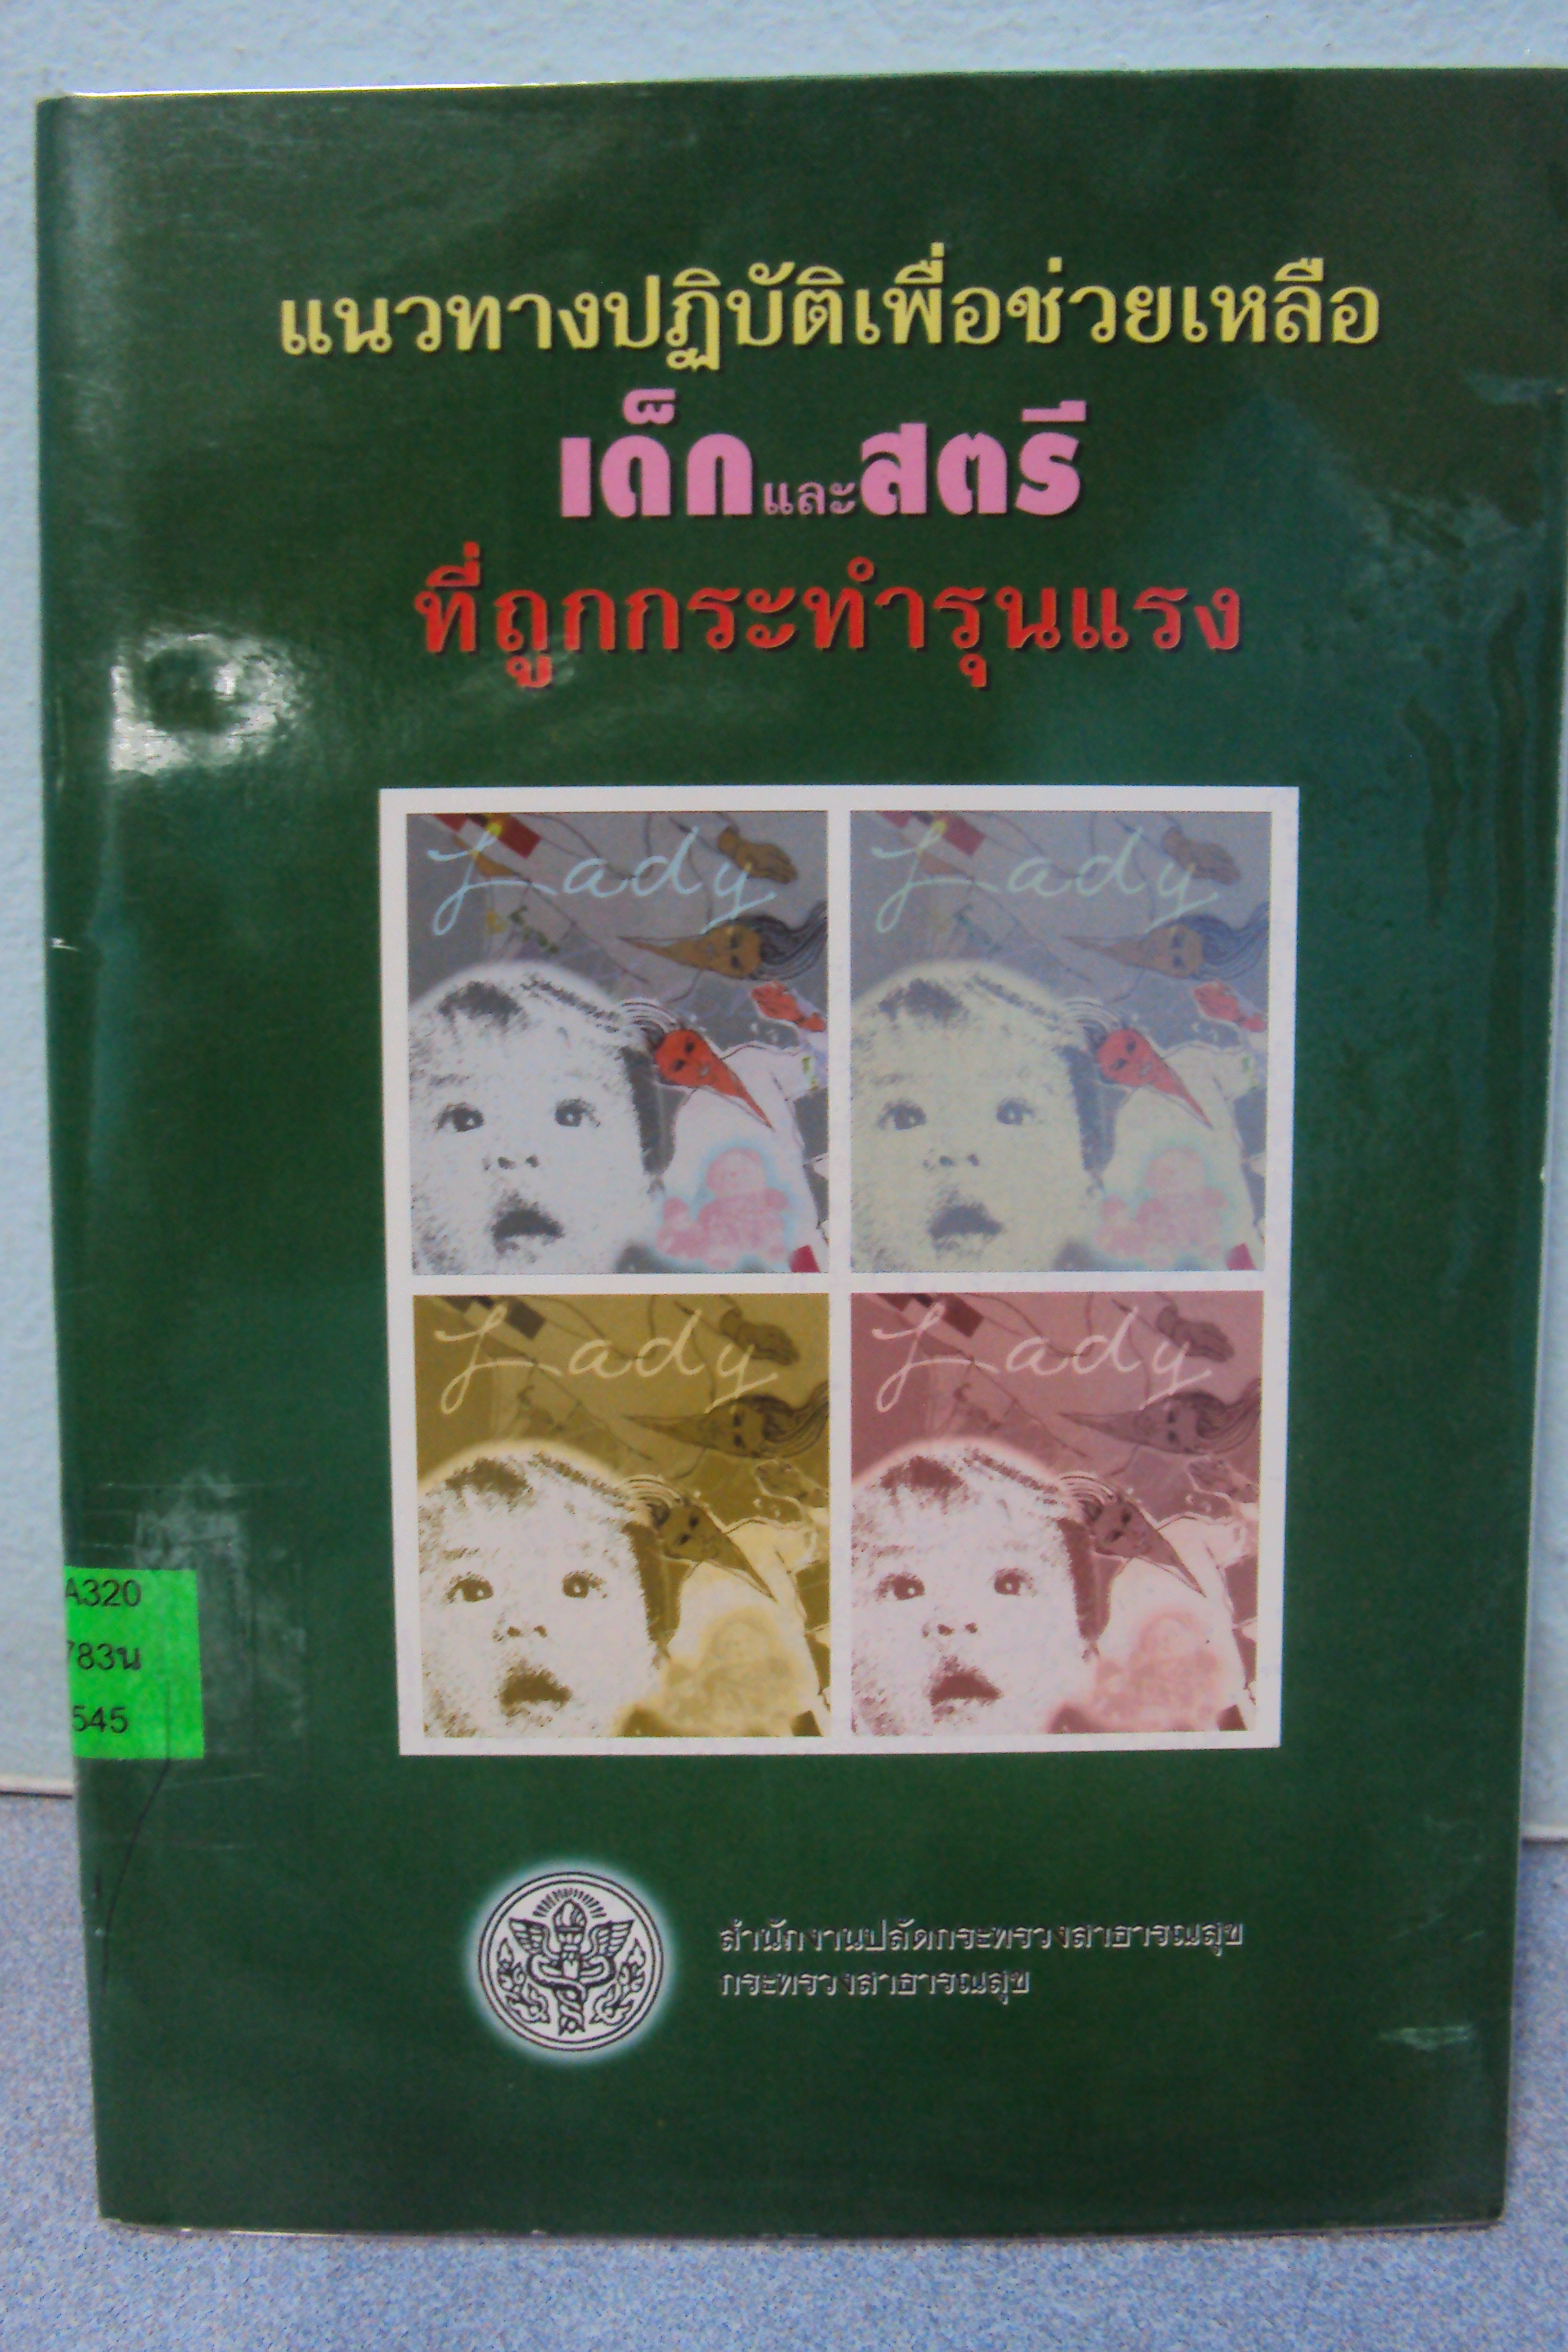 แนวทางปฏิบัติเพื่อช่วยเหลือ
เด็กและสตรี
ที่ถูกกระทำรุนแรง
Lady Lady
Lady Lady
A320
783น
545
สำนักงานปลัดกระทรวงสาธารณสุข
กระทรวงสาธารณสุข